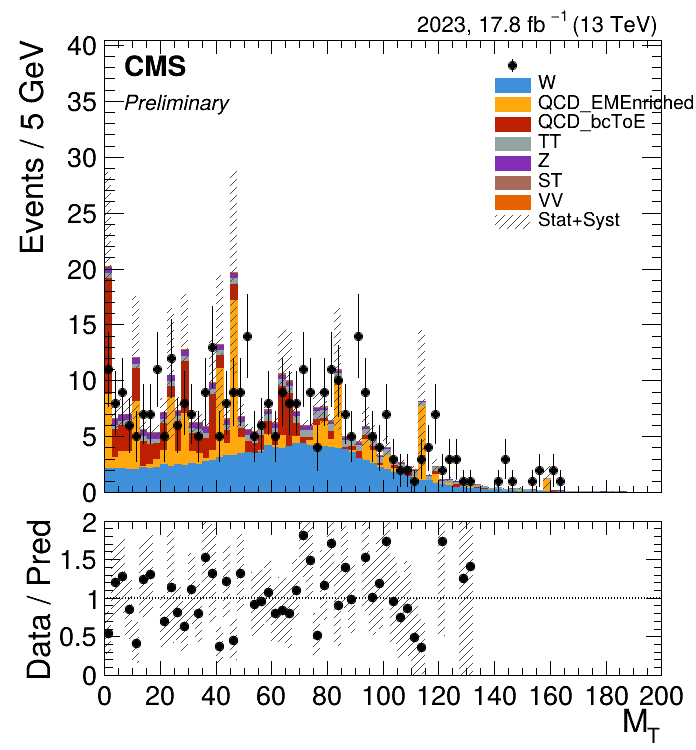 2023, 17.8 fb⁻¹ (13 TeV)
Events / 5 GeV
40
35
30
25
20
15
10
5
0
CMS
Preliminary
W
QCD_EMEnriched
QCD_bcToE
TT
Z
ST
VV
Stat+Syst
Data / Pred
2
1.5
1
0.5
0
0 20 40 60 80 100 120 140 160 180 200
M_T